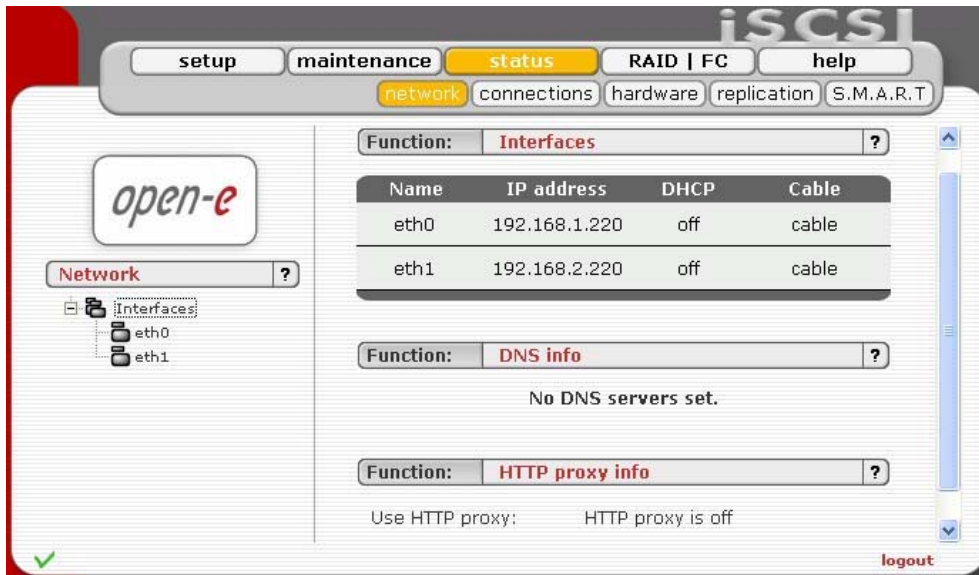 iSCSI
setup maintenance status RAID | FC help
network connections hardware replication S.M.A.R.T
open-e
Network ?
Interfaces
eth0
eth1
Function: Interfaces ?
Name IP address DHCP Cable
eth0 192.168.1.220 off cable
eth1 192.168.2.220 off cable
Function: DNS info ?
No DNS servers set.
Function: HTTP proxy info ?
Use HTTP proxy: HTTP proxy is off
logout